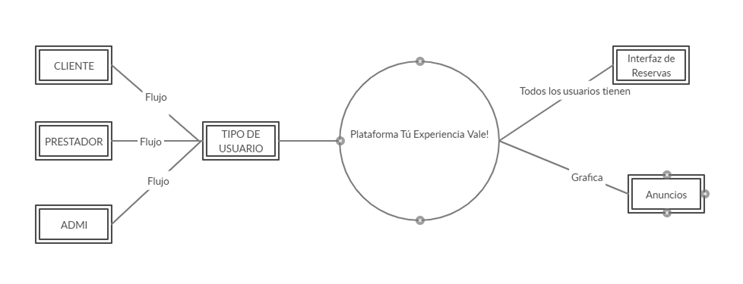 CLIENTE
Flujo
PRESTADOR
Flujo
ADMI
Flujo
TIPO DE
USUARIO
Plataforma Tú Experiencia Vale!
Todos los usuarios tienen
Interfaz de
Reservas
Grafica
Anuncios